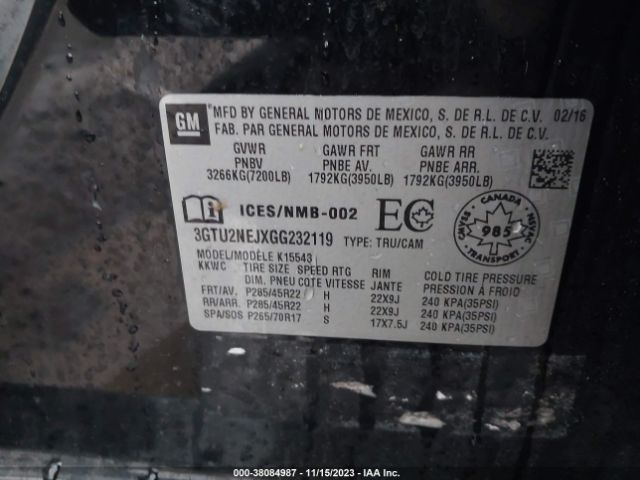 GM
MFD BY GENERAL MOTORS DE MEXICO, S. DE R.L. DE C.V. 02/16
FAB. PAR GENERAL MOTORS DE MEXICO, S. DE R.L. DE C.V.
GVWR GAWR FRT GAWR RR
PNBV PNBE AV. PNBE ARR.
3266KG(7200LB) 1792KG(3950LB) 1792KG(3950LB)
ICES/NMB-002 EC
CANADA
CMVSS NSVAC
985
TRANSPORT
3GTU2NEJXGG232119 TYPE: TRU/CAM
MODEL/MODÈLE K15543
KKWC TIRE SIZE SPEED RTG RIM COLD TIRE PRESSURE
DIM. PNEU COTE VITESSE JANTE PRESSION À FROID
FRT/AV. P285/45R22 H 22X9J 240 KPA(35PSI)
RR/ARR. P285/45R22 H 22X9J 240 KPA(35PSI)
SPA/SOS P265/70R17 S 17X7.5J 240 KPA(35PSI)
000-38084987 - 11/15/2023 - IAA Inc.